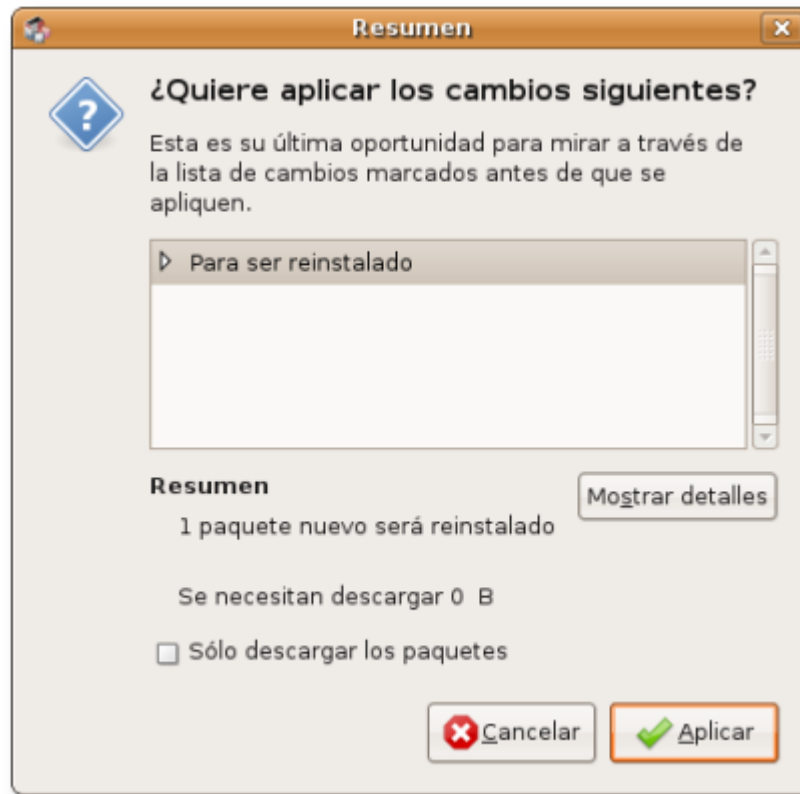 Resumen
¿Quiere aplicar los cambios siguientes?
Esta es su última oportunidad para mirar a través de
la lista de cambios marcados antes de que se
apliquen.
Para ser reinstalado
Resumen
Mostrar detalles
1 paquete nuevo será reinstalado
Se necesitan descargar 0 B
Sólo descargar los paquetes
Cancelar
Aplicar